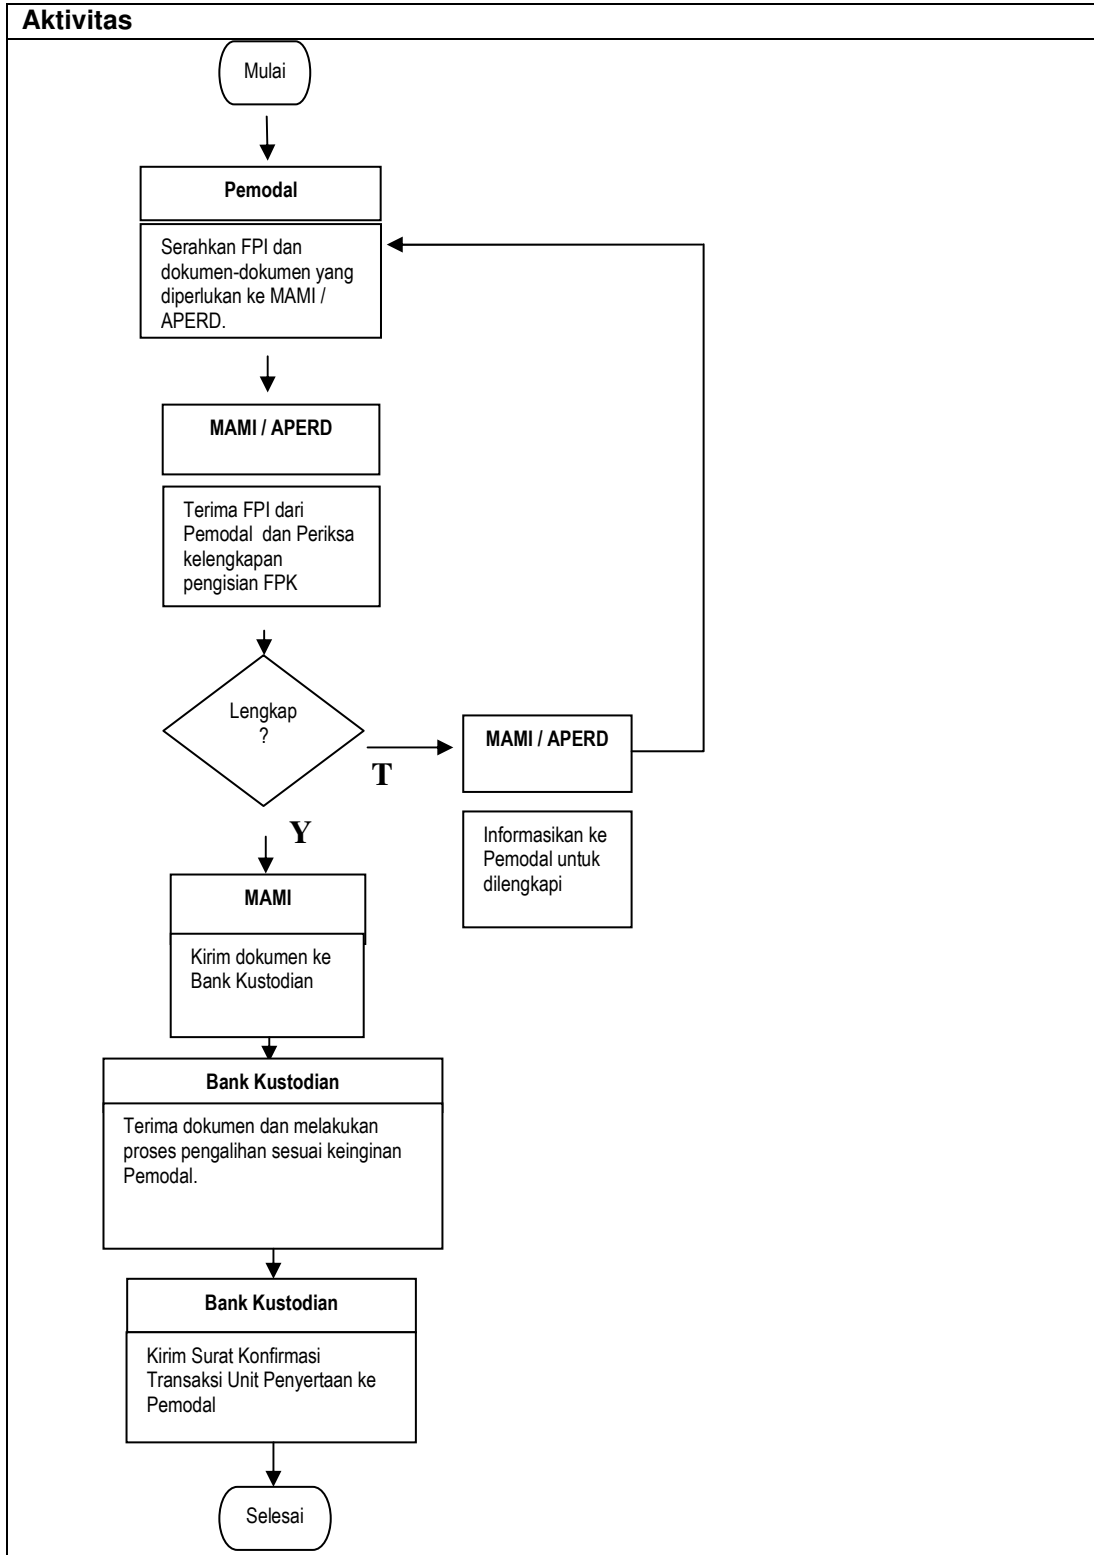 Aktivitas
Mulai
Pemodal
Serahkan FPI dan
dokumen-dokumen yang
diperlukan ke MAMI /
APERD.
MAMI / APERD
Terima FPI dari
Pemodal dan Periksa
kelengkapan
pengisian FPK
Lengkap
?
T
MAMI / APERD
Informasikan ke
Pemodal untuk
dilengkapi
Y
MAMI
Kirim dokumen ke
Bank Kustodian
Bank Kustodian
Terima dokumen dan melakukan
proses pengalihan sesuai keinginan
Pemodal.
Bank Kustodian
Kirim Surat Konfirmasi
Transaksi Unit Penyertaan ke
Pemodal
Selesai